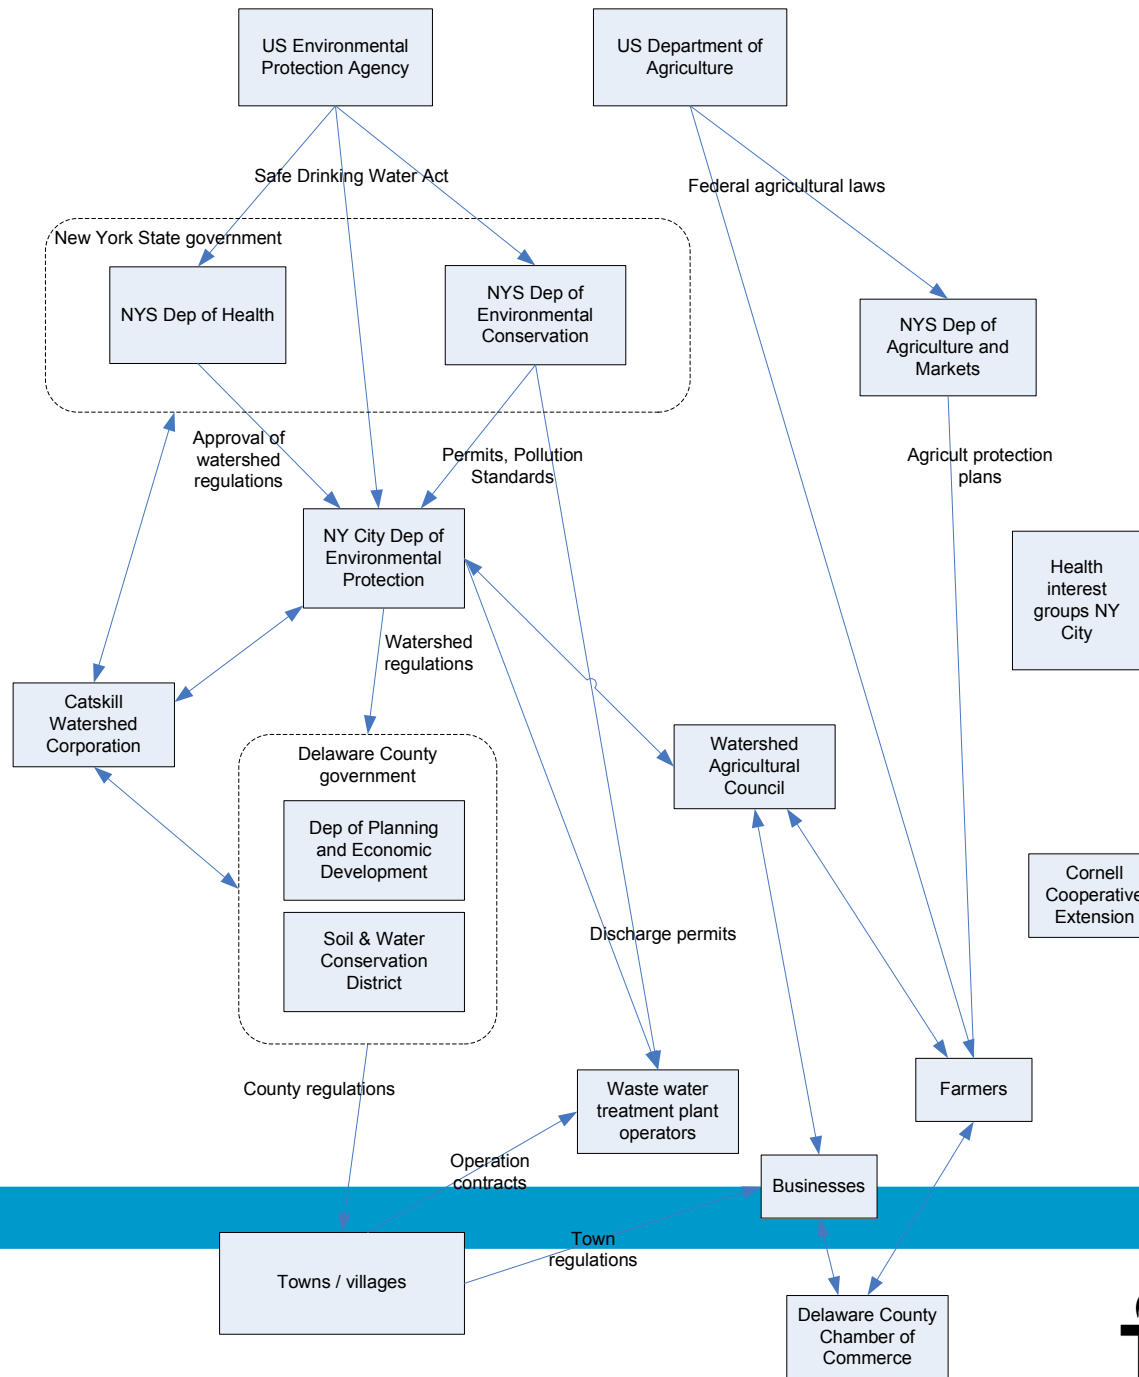 US Environmental
Protection Agency
US Department of
Agriculture
Safe Drinking Water Act
Federal agricultural laws
New York State government
NYS Dep of Health
NYS Dep of
Environmental
Conservation
NYS Dep of
Agriculture and
Markets
Approval of
watershed
regulations
Permits, Pollution
Standards
Agricult protection
plans
NY City Dep of
Environmental
Protection
Health
interest
groups NY
City
Watershed
regulations
Catskill
Watershed
Corporation
Delaware County
government
Watershed
Agricultural
Council
Dep of Planning
and Economic
Development
Cornell
Cooperative
Extension
Soil & Water
Conservation
District
Discharge permits
County regulations
Waste water
treatment plant
operators
Farmers
Operation
contracts
Businesses
Town
regulations
Towns / villages
Delaware County
Chamber of
Commerce